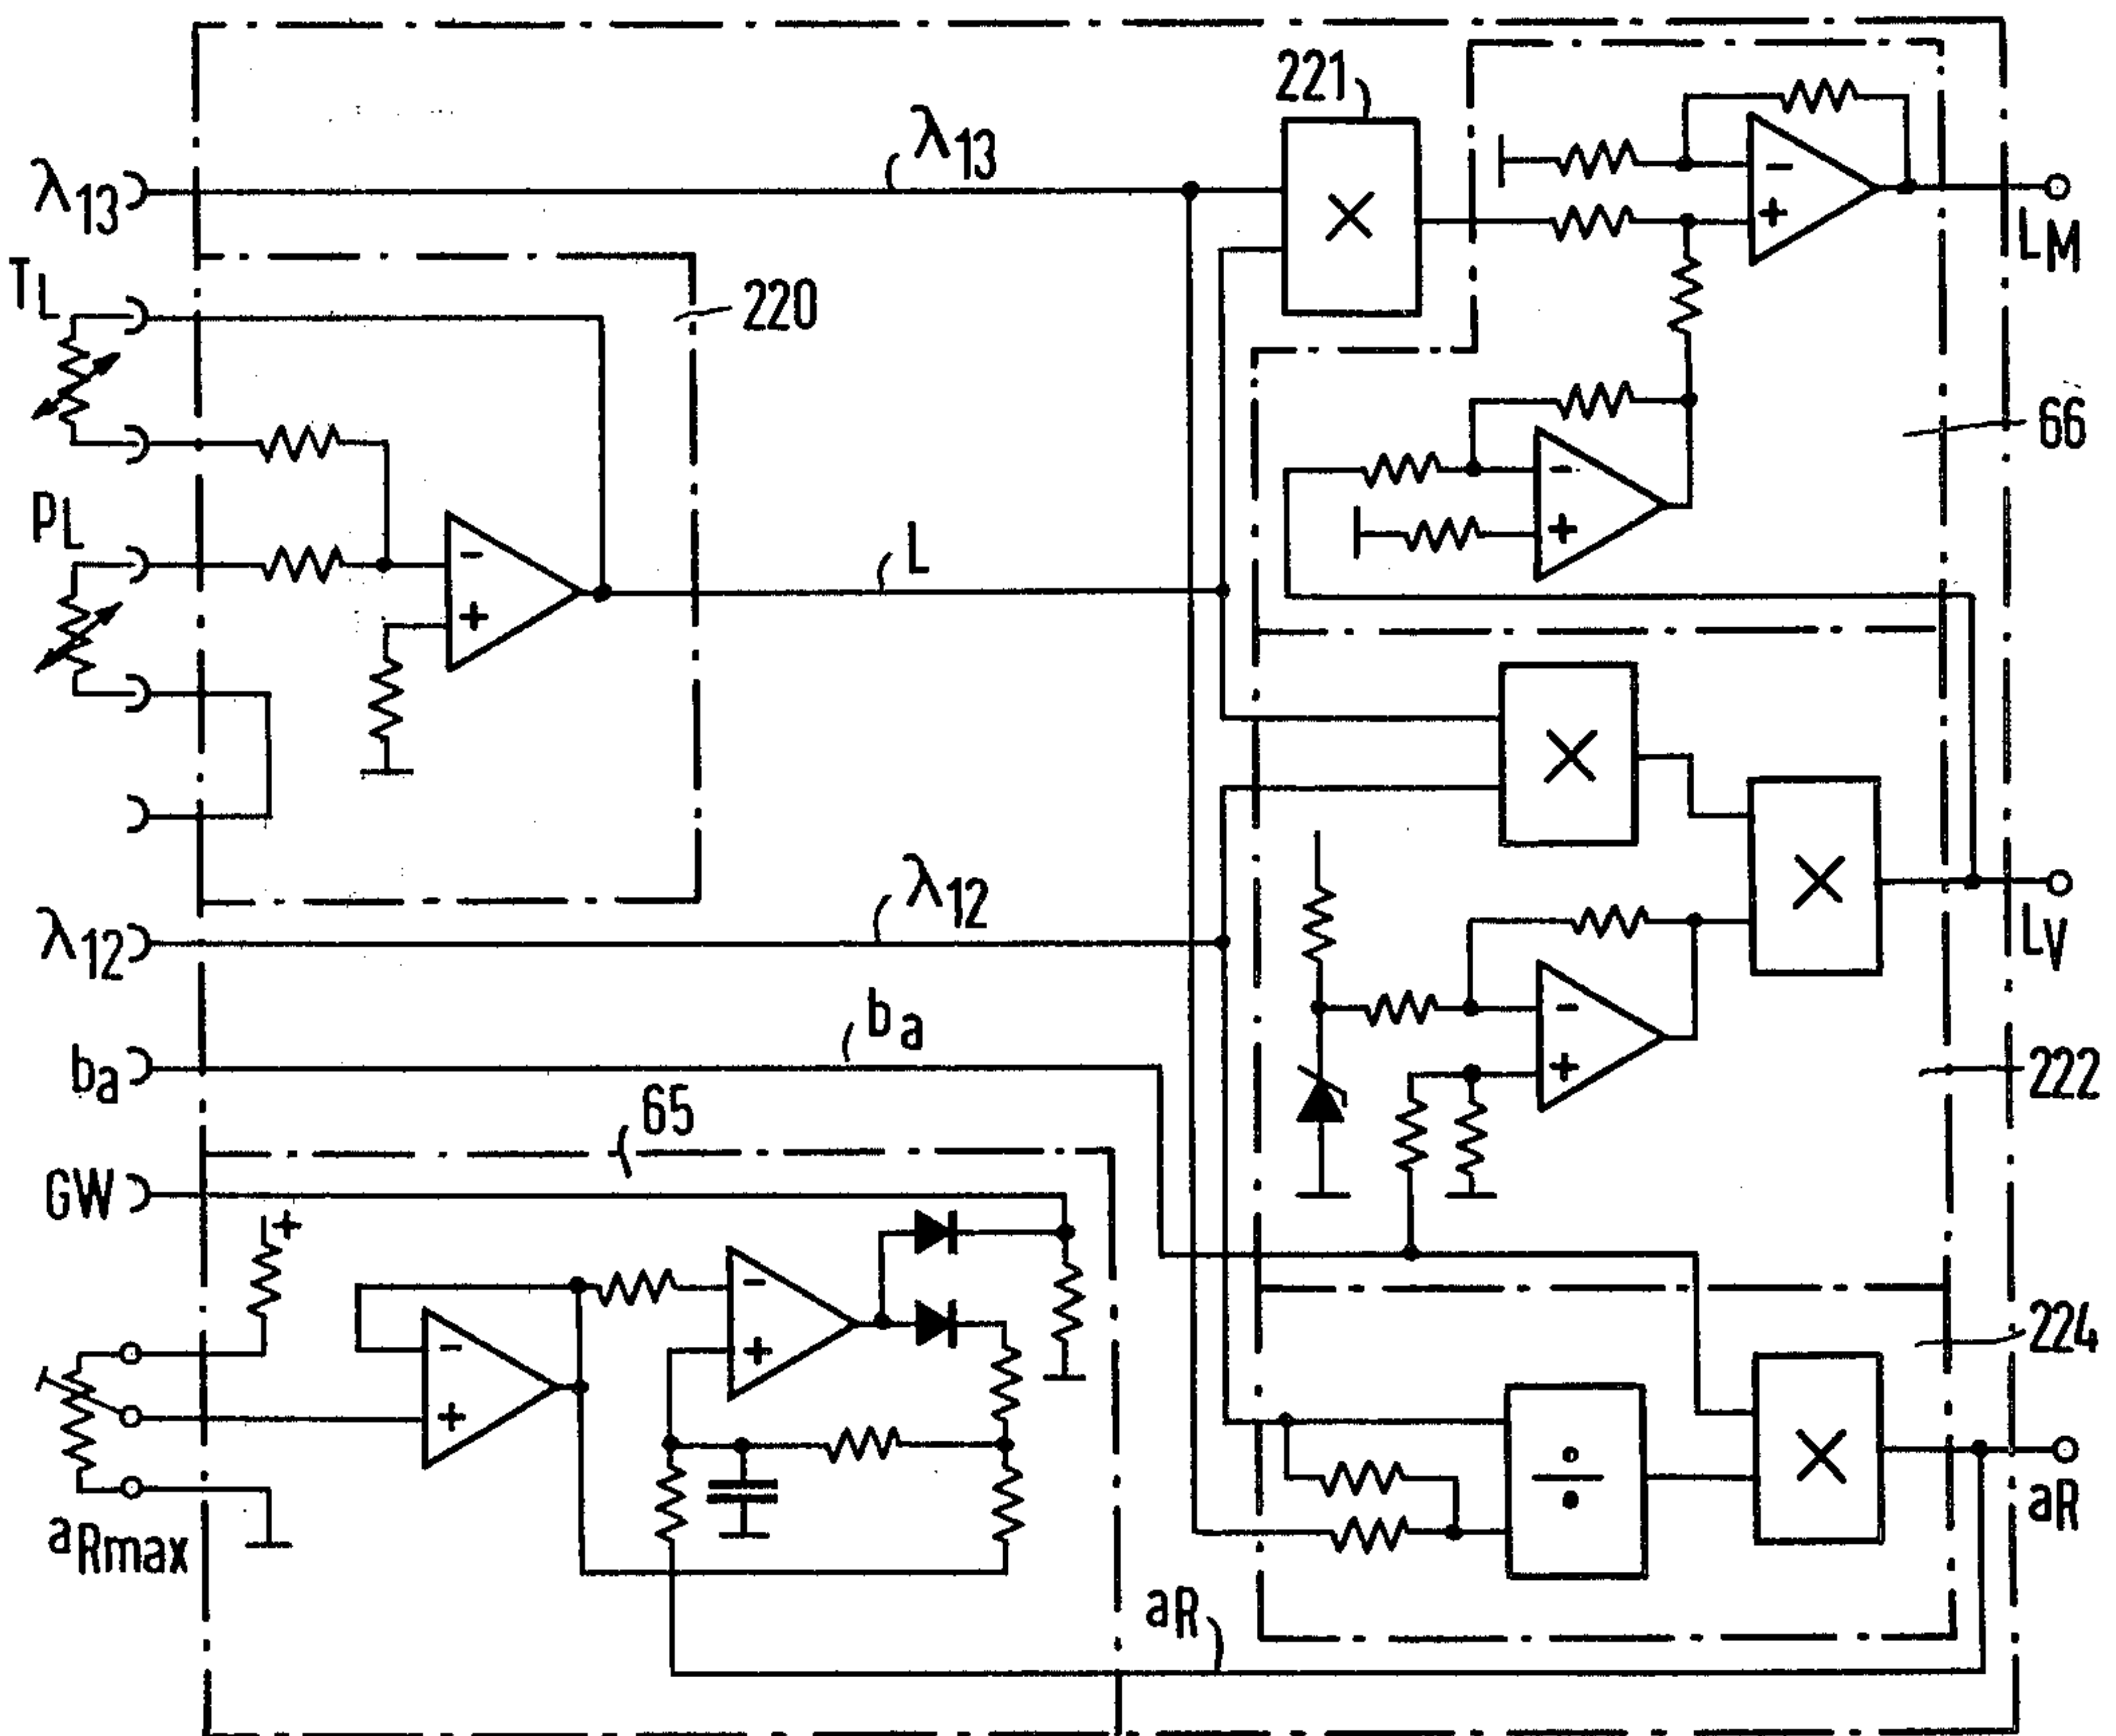 221
λ13
λ13
LM
TL
220
66
PL
L
λ12
λ12
LV
ba
ba
222
65
GW
+
224
aR
aRmax
aR